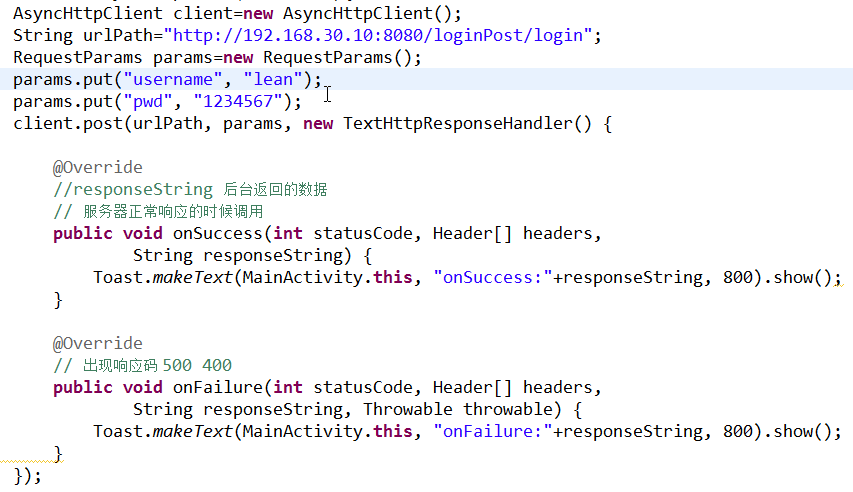 AsyncHttpClient client=new AsyncHttpClient();
String urlPath="http://192.168.30.10:8080/loginPost/login";
RequestParams params=new RequestParams();
params.put("username", "lean");
params.put("pwd", "1234567");
client.post(urlPath, params, new TextHttpResponseHandler() {
@Override
//responseString 后台返回的数据
// 服务器正常响应的时候调用
public void onSuccess(int statusCode, Header[] headers,
String responseString) {
Toast.makeText(MainActivity.this, "onSuccess:"+responseString, 800).show();
}
@Override
// 出现响应码500 400
public void onFailure(int statusCode, Header[] headers,
String responseString, Throwable throwable) {
Toast.makeText(MainActivity.this, "onFailure:"+responseString, 800).show();
}
});